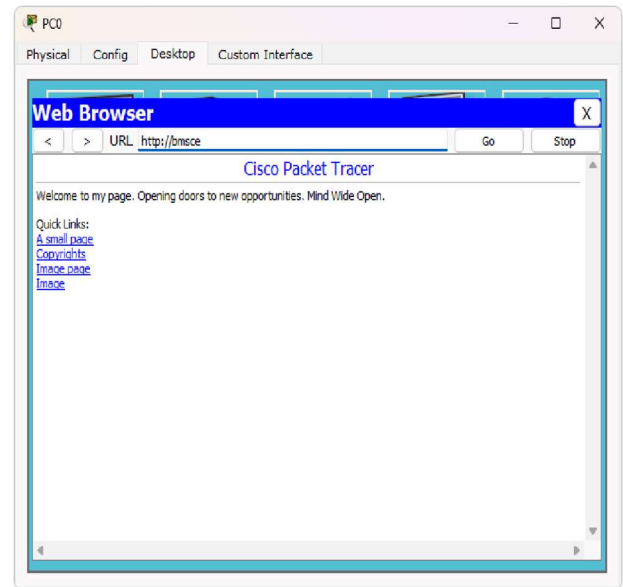 PC0
Physical Config Desktop Custom Interface
Web Browser X
< > URL http://bmsce Go Stop
Cisco Packet Tracer
Welcome to my page. Opening doors to new opportunities. Mind Wide Open.
Quick Links:
A small page
Copyrights
Image page
Image